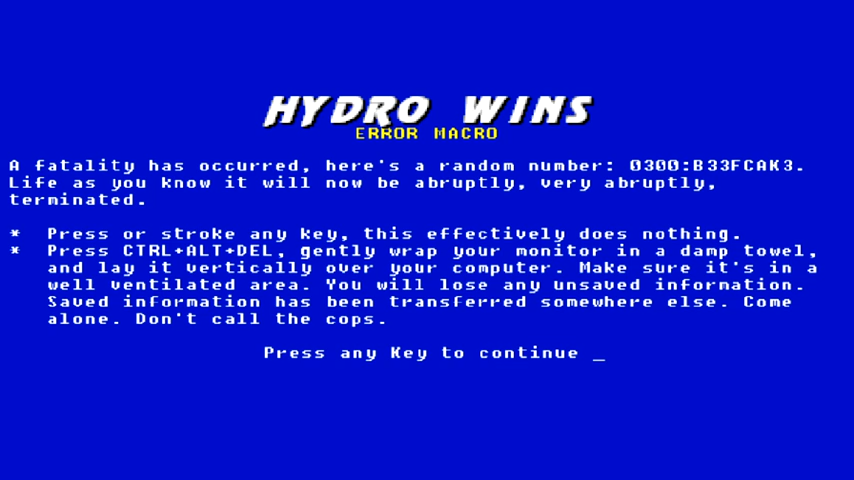 HYDRO WINS
ERROR MACRO
A fatality has occurred, here's a random number: 0300:B33FCAK3.
Life as you know it will now be abruptly, very abruptly,
terminated.
* Press or stroke any key, this effectively does nothing.
* Press CTRL+ALT+DEL, gently wrap your monitor in a damp towel,
and lay it vertically over your computer. Make sure it's in a
well ventilated area. You will lose any unsaved information.
Saved information has been transferred somewhere else. Come
alone. Don't call the cops.
Press any Key to continue _